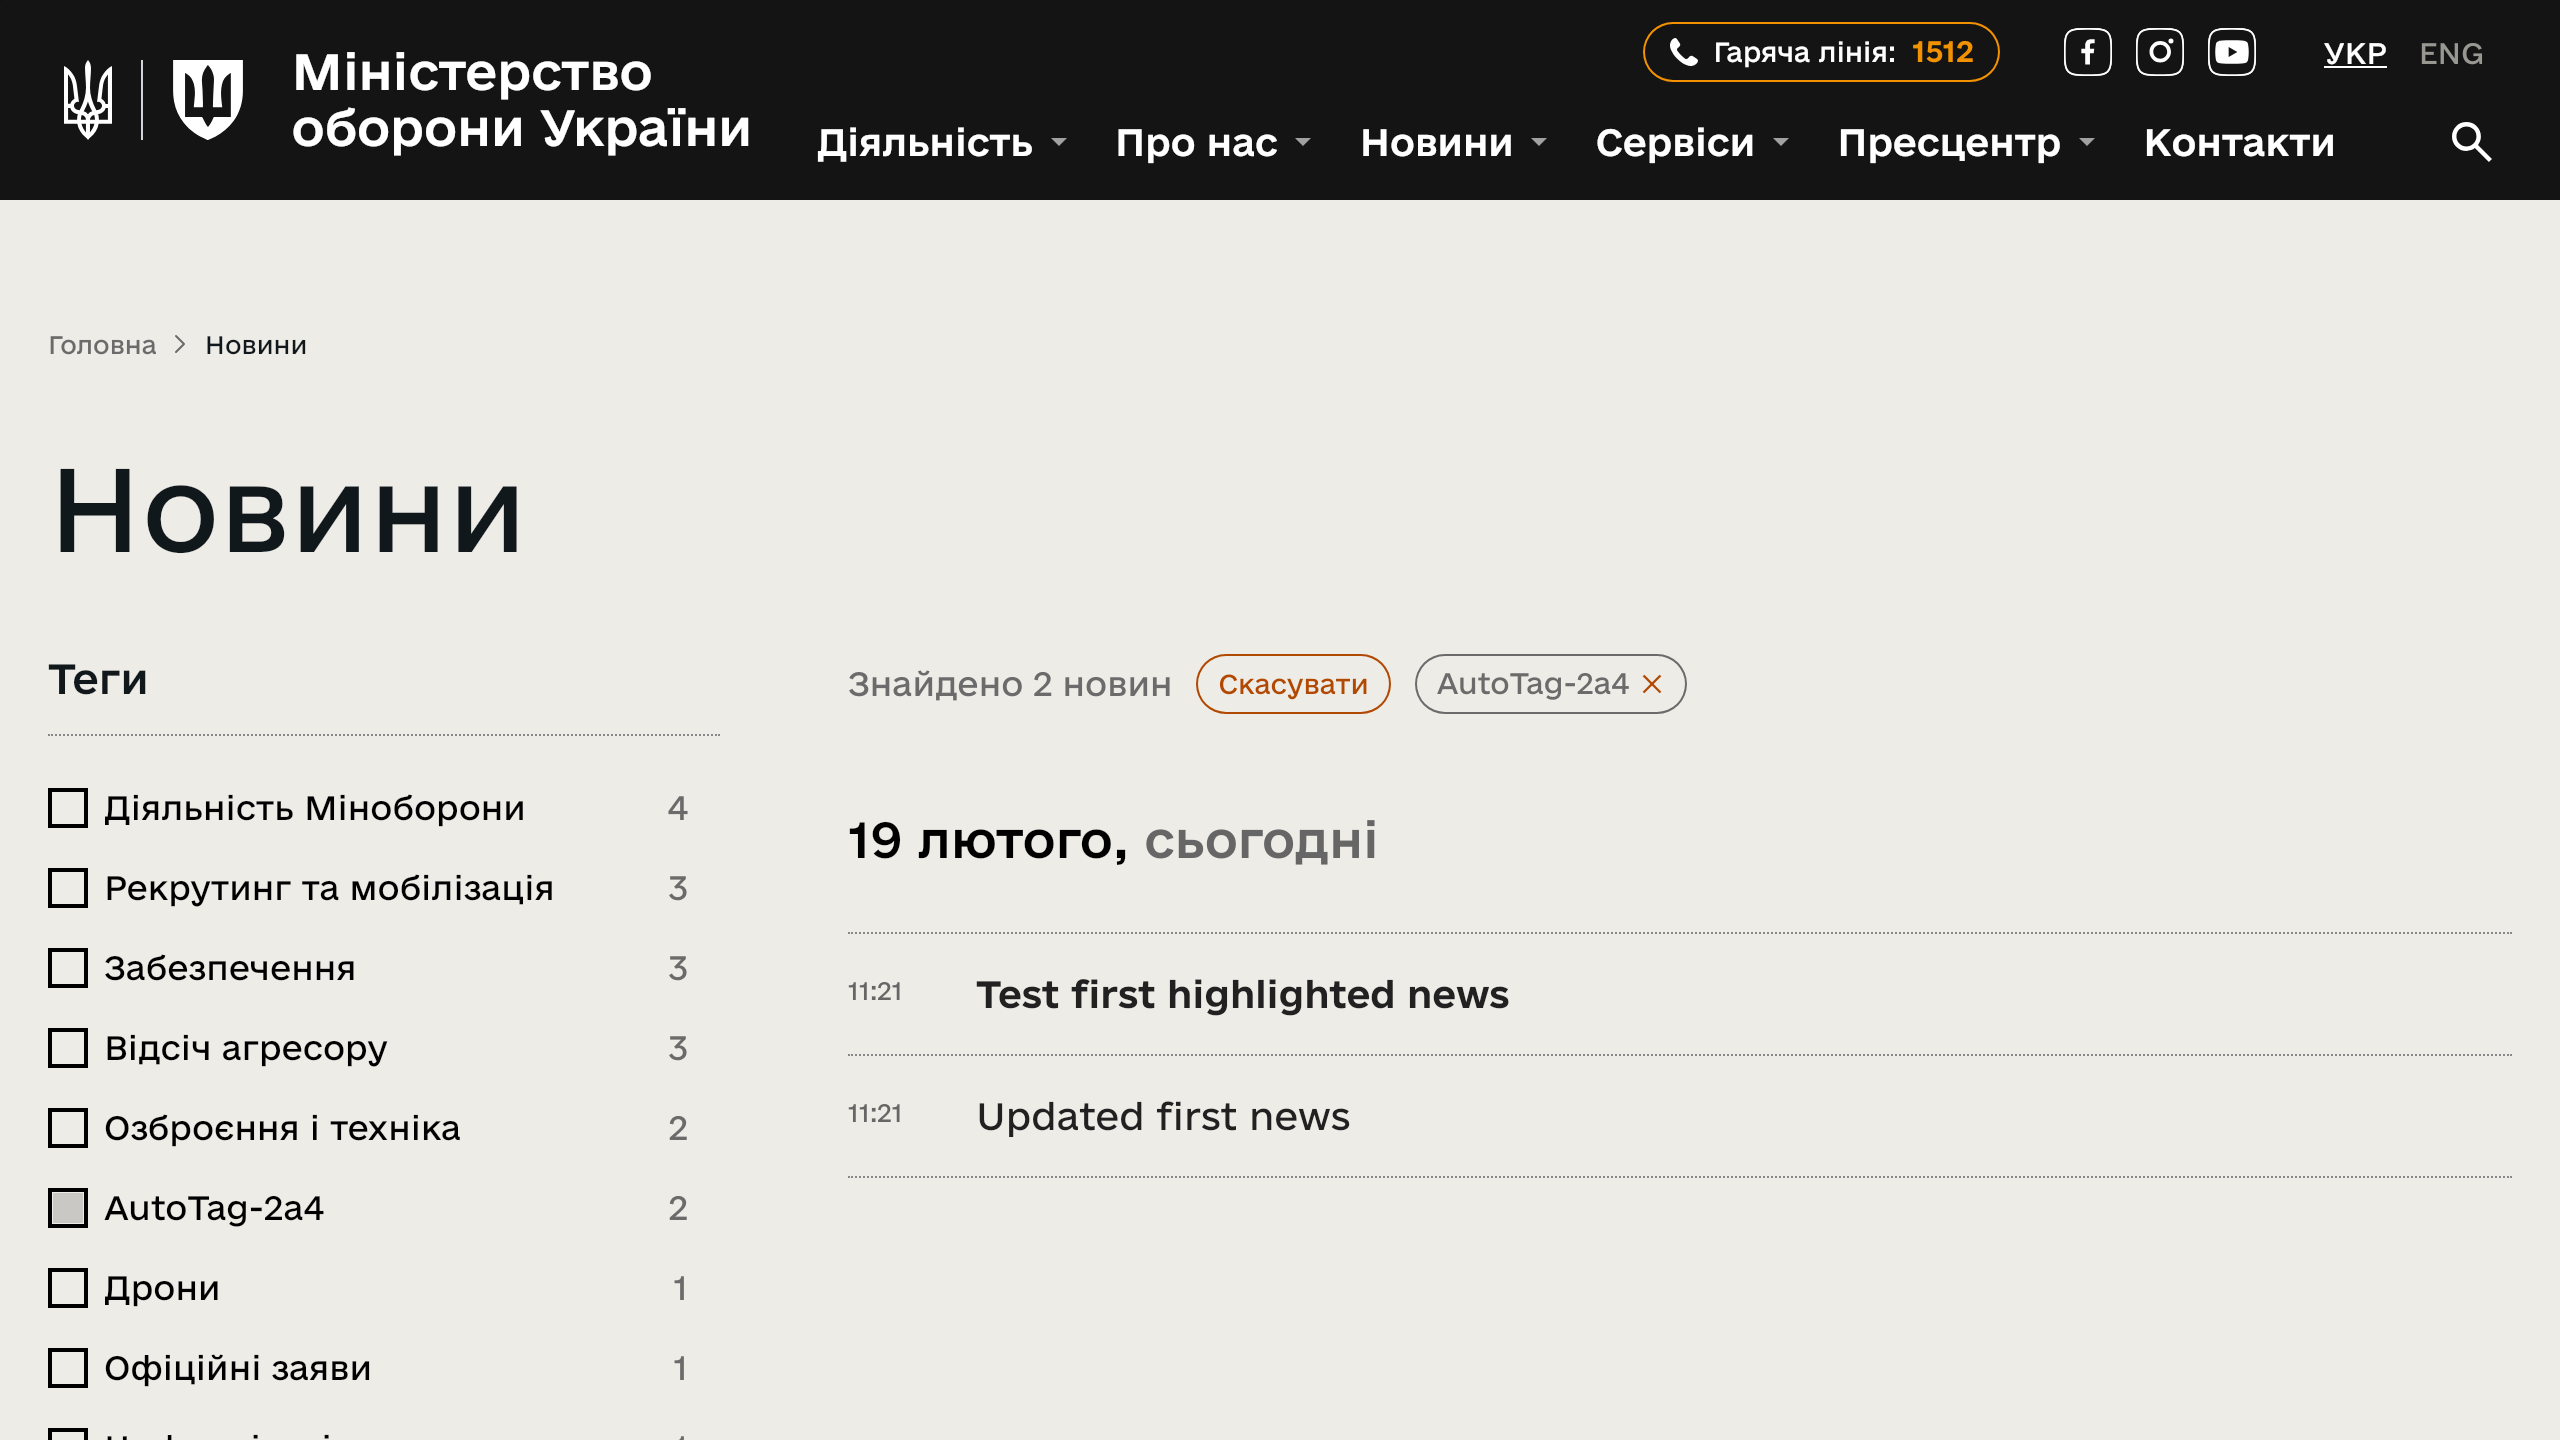 Міністерство
оборони України
Гаряча лінія: 1512
УКР ENG
Діяльність Про нас Новини Сервіси Пресцентр Контакти
Головна Новини
Новини
Теги
Діяльність Міноборони 4
Рекрутинг та мобілізація 3
Забезпечення 3
Відсіч агресору 3
Озброєння і техніка 2
AutoTag-2a4 2
Дрони 1
Офіційні заяви 1
Знайдено 2 новин Скасувати AutoTag-2a4
19 лютого, сьогодні
11:21 Test first highlighted news
11:21 Updated first news